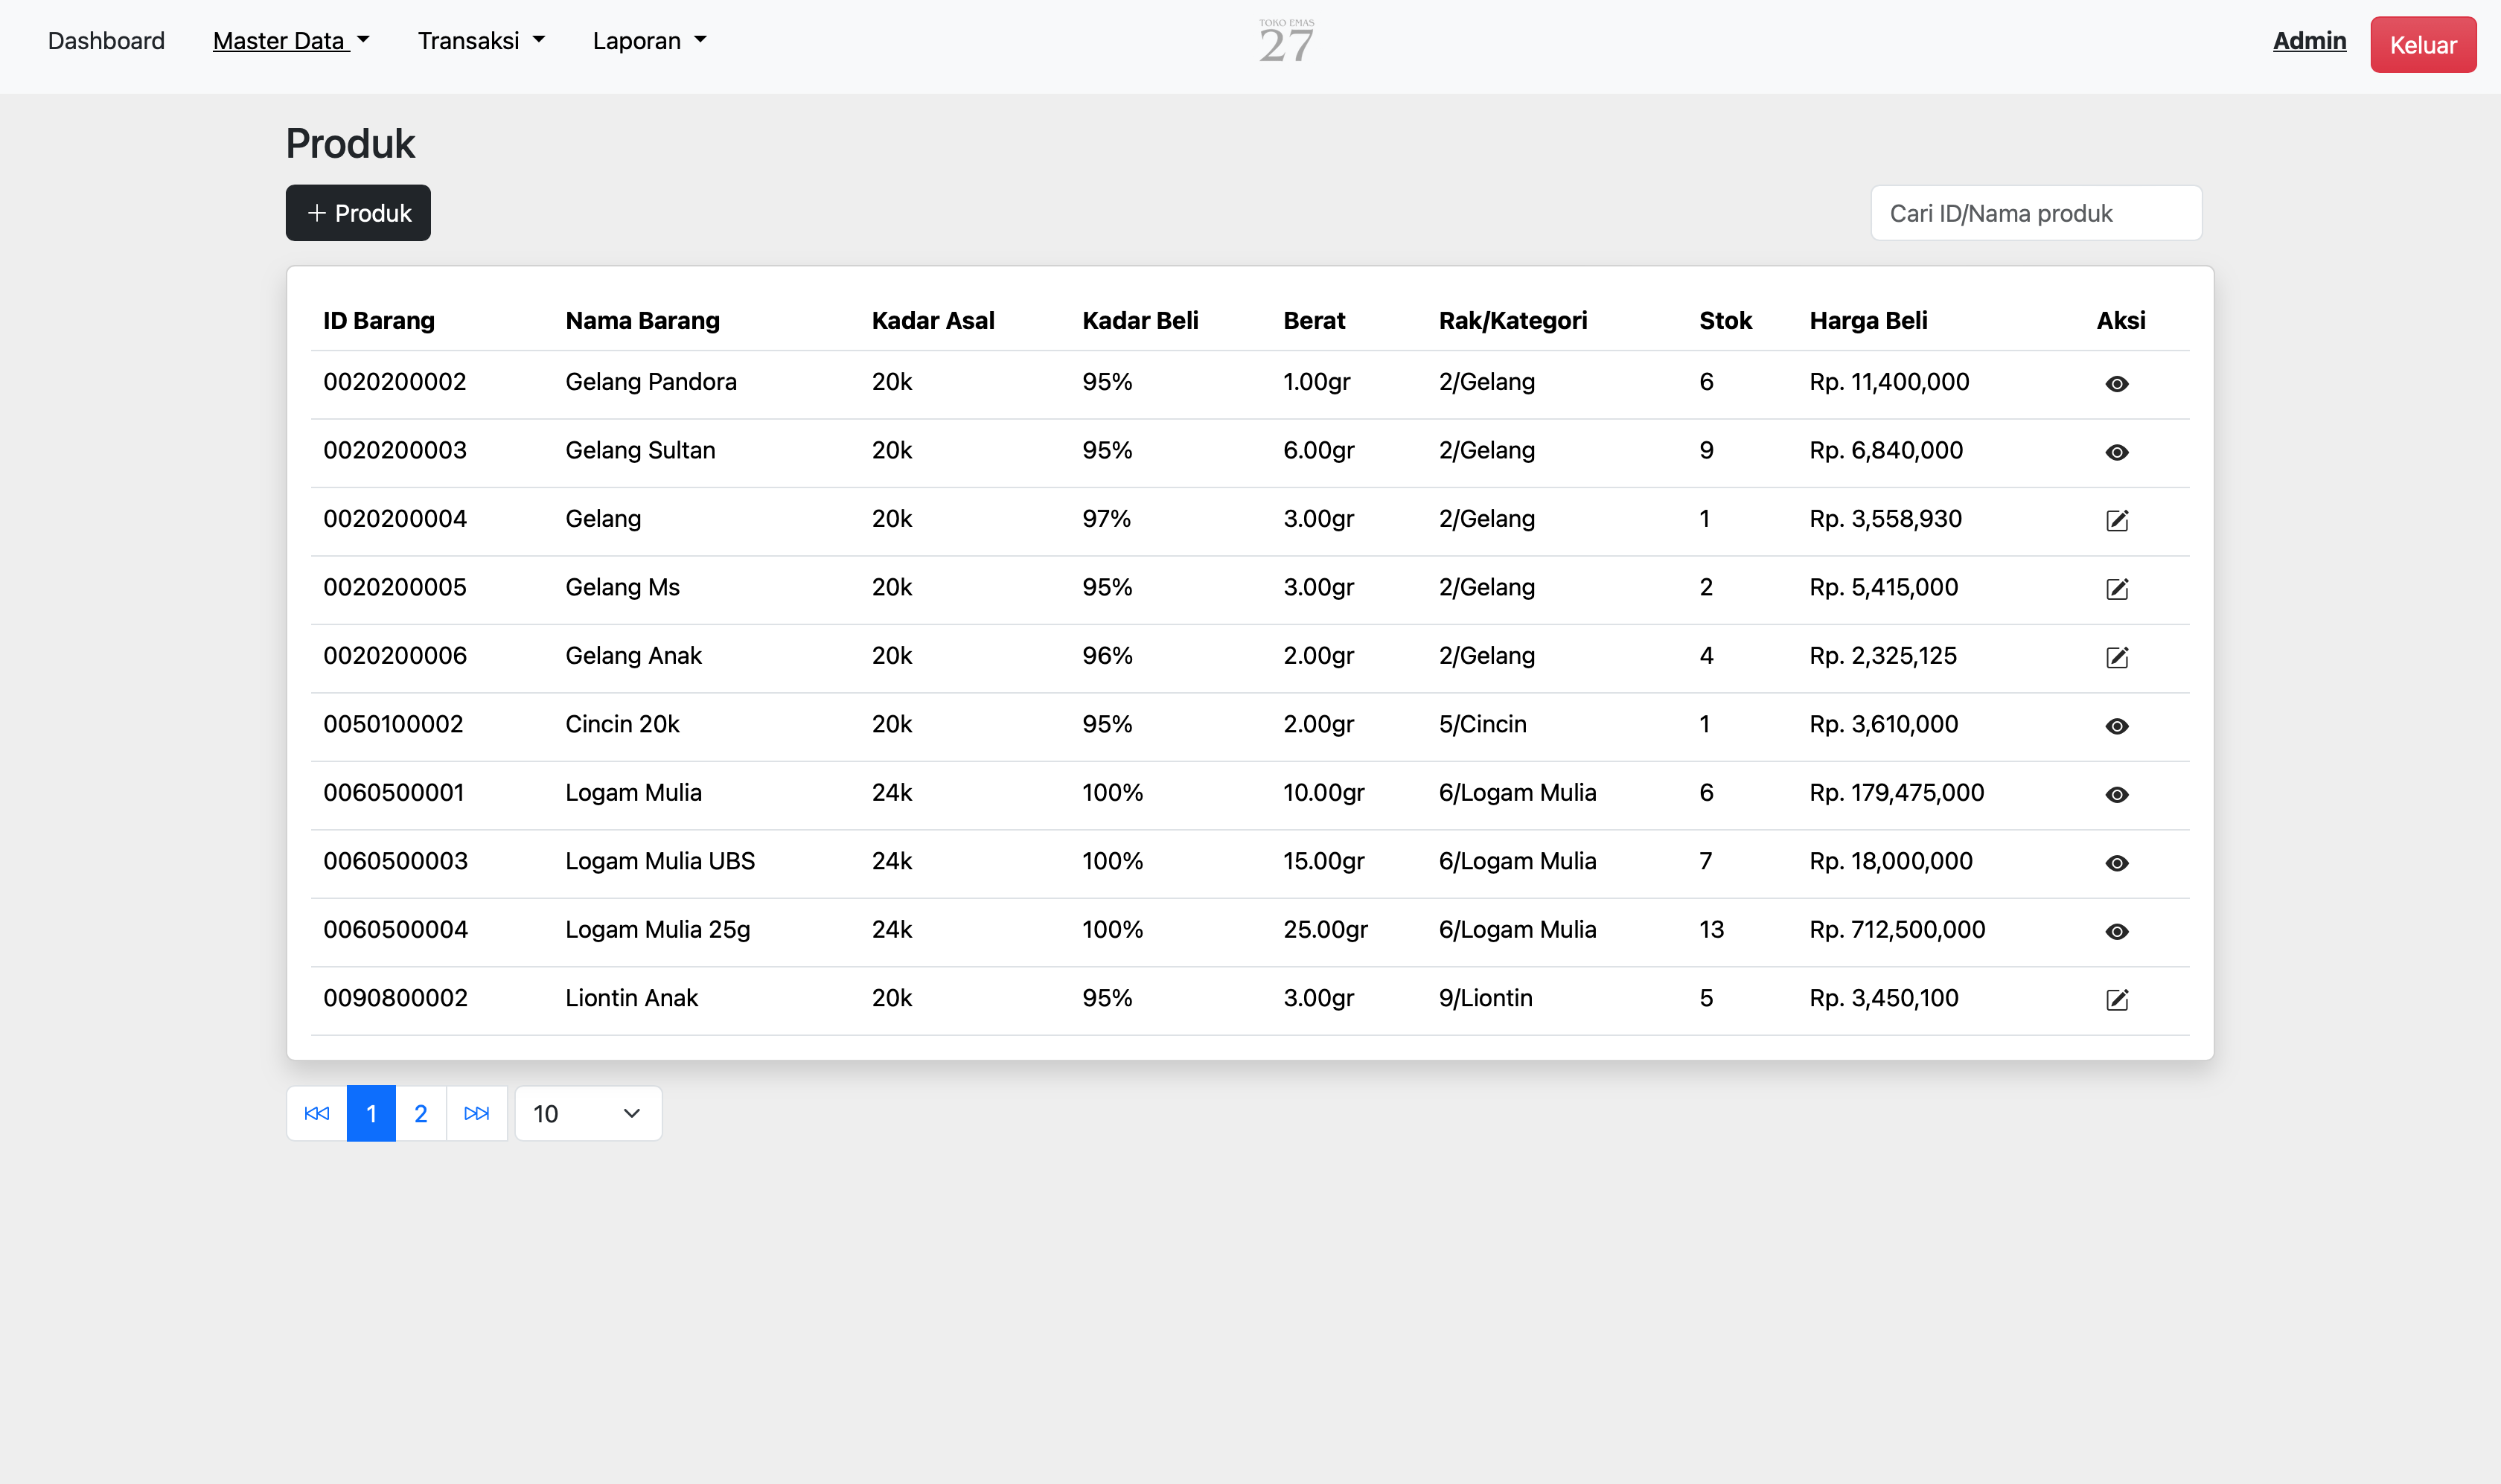 Dashboard Master Data Transaksi Laporan TOKO EMAS 27 Admin Keluar
Produk
+ Produk Cari ID/Nama produk
ID Barang Nama Barang Kadar Asal Kadar Beli Berat Rak/Kategori Stok Harga Beli Aksi
0020200002 Gelang Pandora 20k 95% 1.00gr 2/Gelang 6 Rp. 11,400,000
0020200003 Gelang Sultan 20k 95% 6.00gr 2/Gelang 9 Rp. 6,840,000
0020200004 Gelang 20k 97% 3.00gr 2/Gelang 1 Rp. 3,558,930
0020200005 Gelang Ms 20k 95% 3.00gr 2/Gelang 2 Rp. 5,415,000
0020200006 Gelang Anak 20k 96% 2.00gr 2/Gelang 4 Rp. 2,325,125
0050100002 Cincin 20k 20k 95% 2.00gr 5/Cincin 1 Rp. 3,610,000
0060500001 Logam Mulia 24k 100% 10.00gr 6/Logam Mulia 6 Rp. 179,475,000
0060500003 Logam Mulia UBS 24k 100% 15.00gr 6/Logam Mulia 7 Rp. 18,000,000
0060500004 Logam Mulia 25g 24k 100% 25.00gr 6/Logam Mulia 13 Rp. 712,500,000
0090800002 Liontin Anak 20k 95% 3.00gr 9/Liontin 5 Rp. 3,450,100
1 2 10